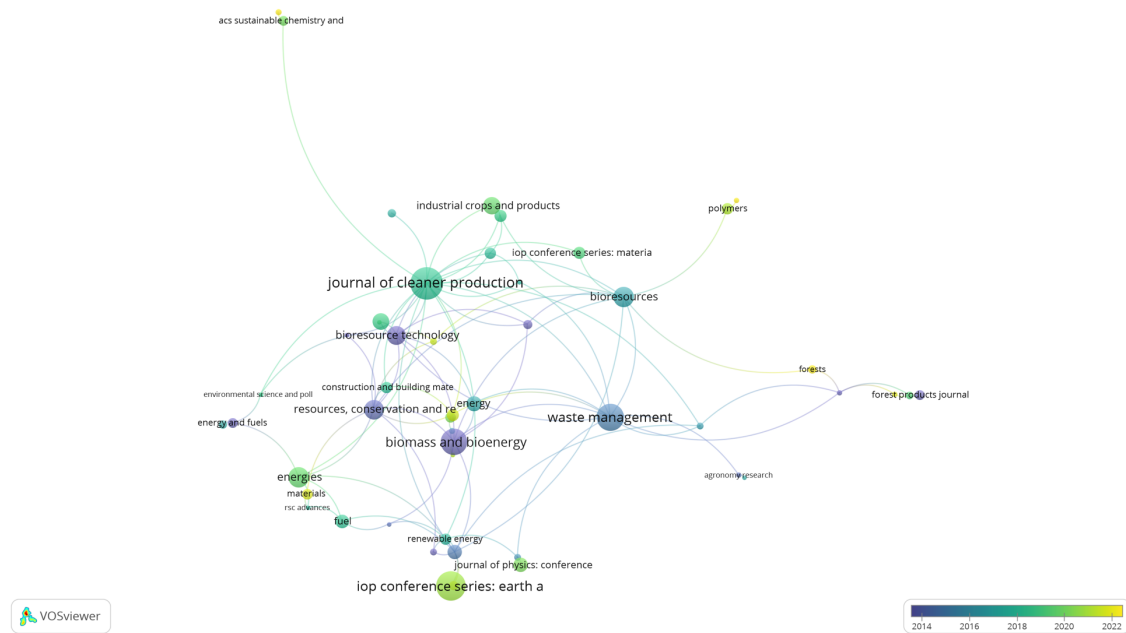 acs sustainable chemistry and
industrial crops and products
polymers
iop conference series: materia
journal of cleaner production
bioresources
bioresource technology
forests
construction and building mate
environmental science and poll
forest products journal
resources, conservation and re
energy
waste management
energy and fuels
biomass and bioenergy
agronomy research
energies
materials
rsc advances
fuel
renewable energy
journal of physics: conference
iop conference series: earth a
VOSviewer
2014 2016 2018 2020 2022